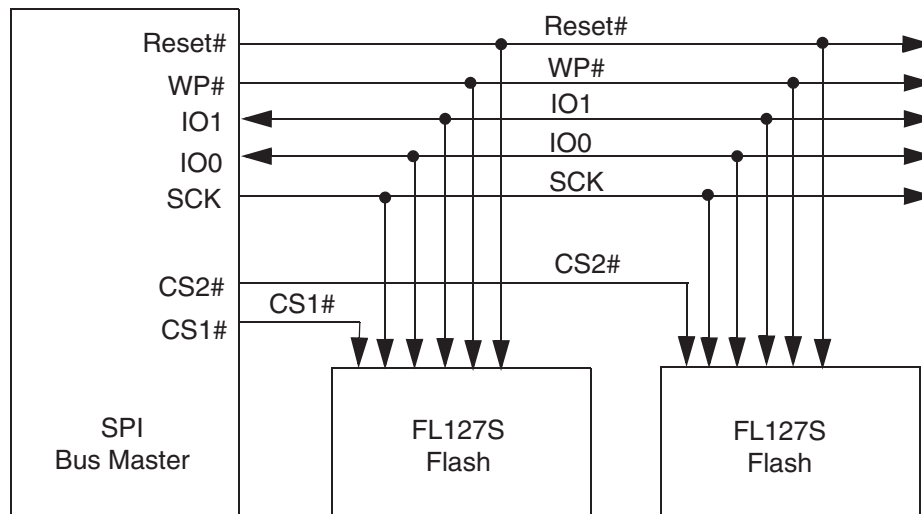 Reset#
Reset#
WP#
WP#
IO1
IO1
IO0
IO0
SCK
SCK
CS2#
CS2#
CS1#
CS1#
SPI
Bus Master
FL127S
Flash
FL127S
Flash